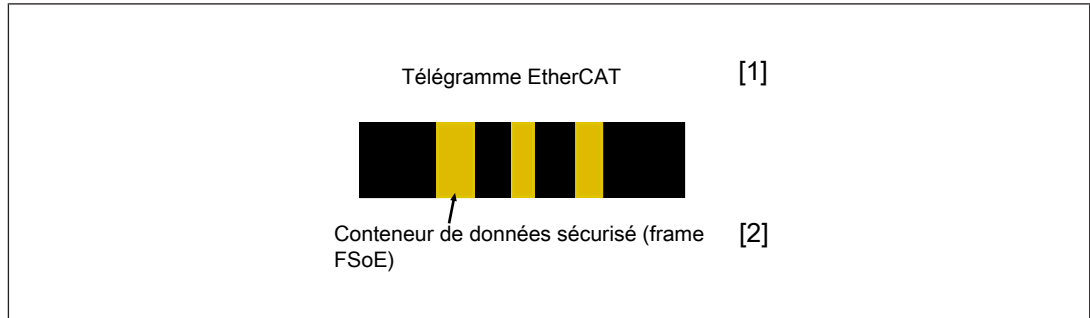 Télégramme EtherCAT [1]
Conteneur de données sécurisé (frame [2]
FSoE)